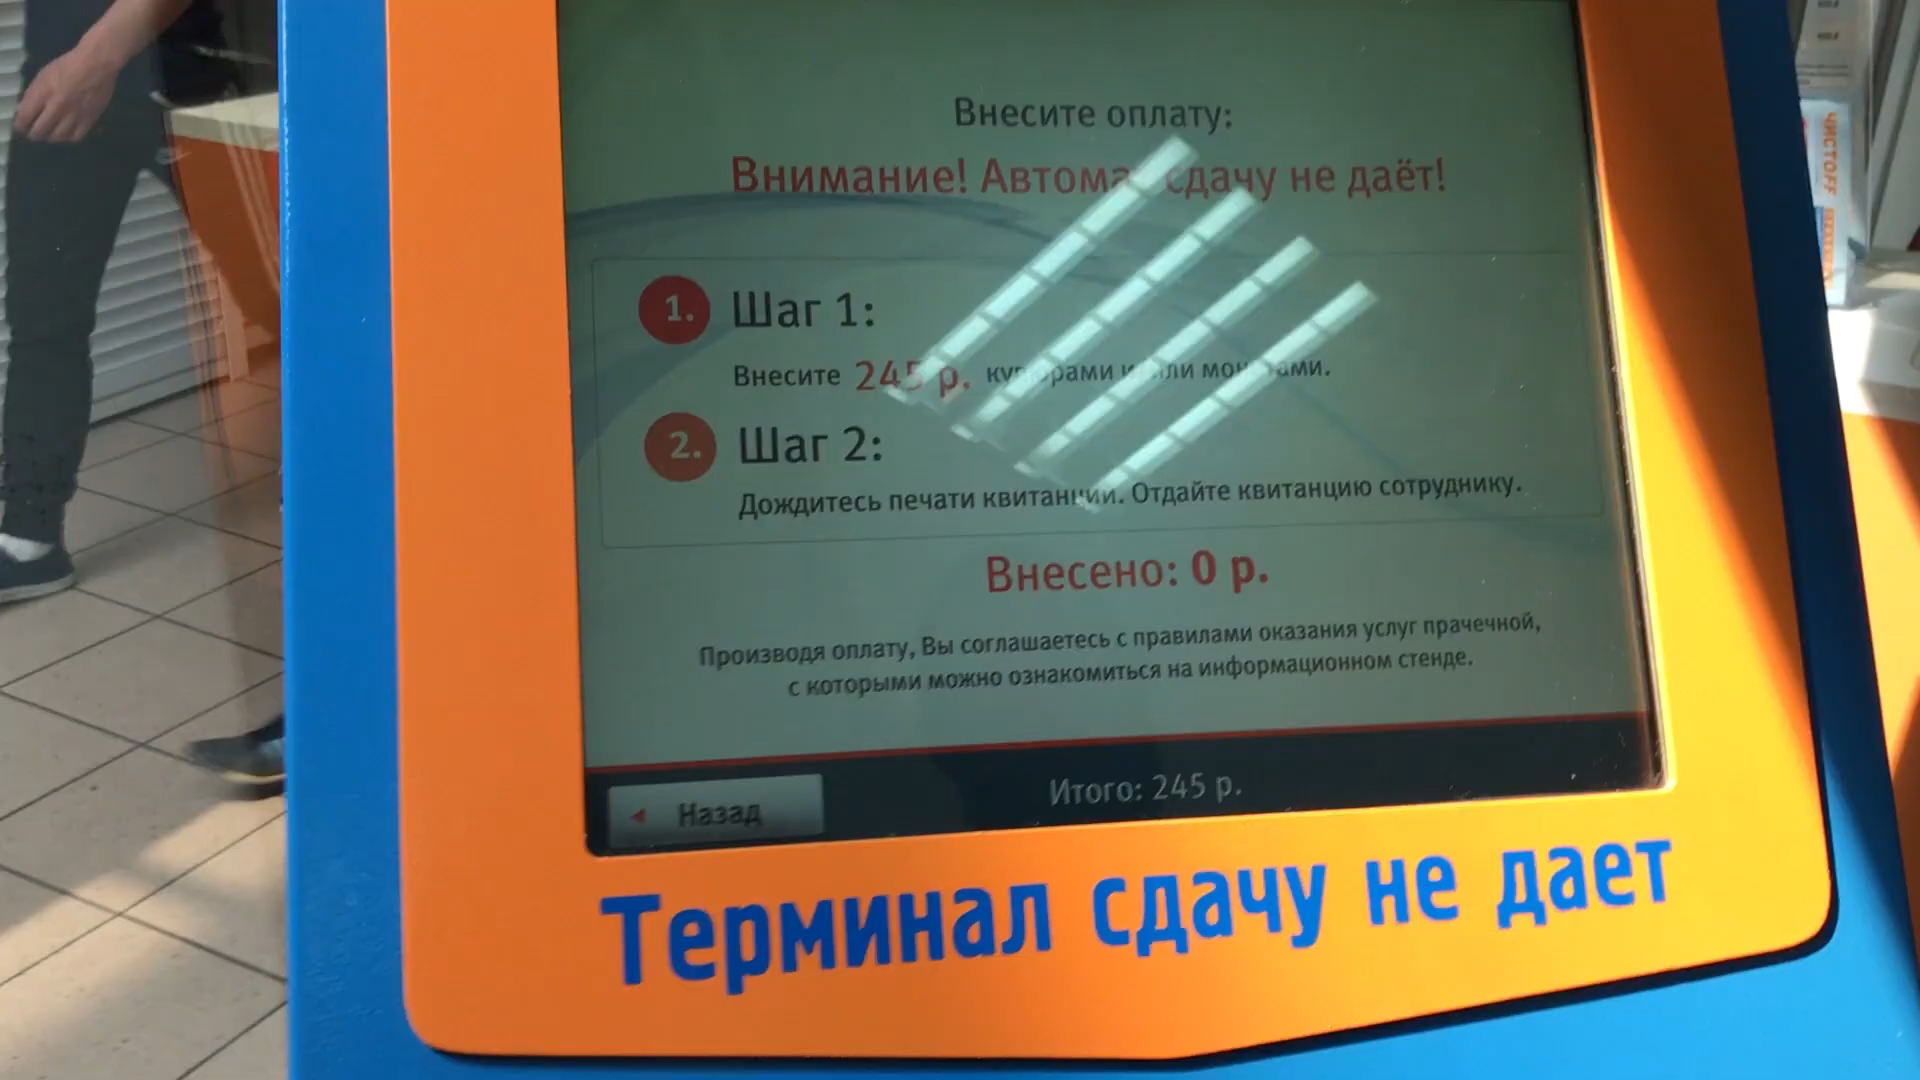 Внесите оплату:
Внимание! Автомат сдачу не даёт!
1. Шаг 1:
Внесите 245 р. купюрами и/или монетами.
2. Шаг 2:
Дождитесь печати квитанции. Отдайте квитанцию сотруднику.
Внесено: 0 р.
Производя оплату, Вы соглашаетесь с правилами оказания услуг прачечной,
с которыми можно ознакомиться на информационном стенде.
Назад
Итого: 245 р.
Терминал сдачу не дает
ЧИСТОFF